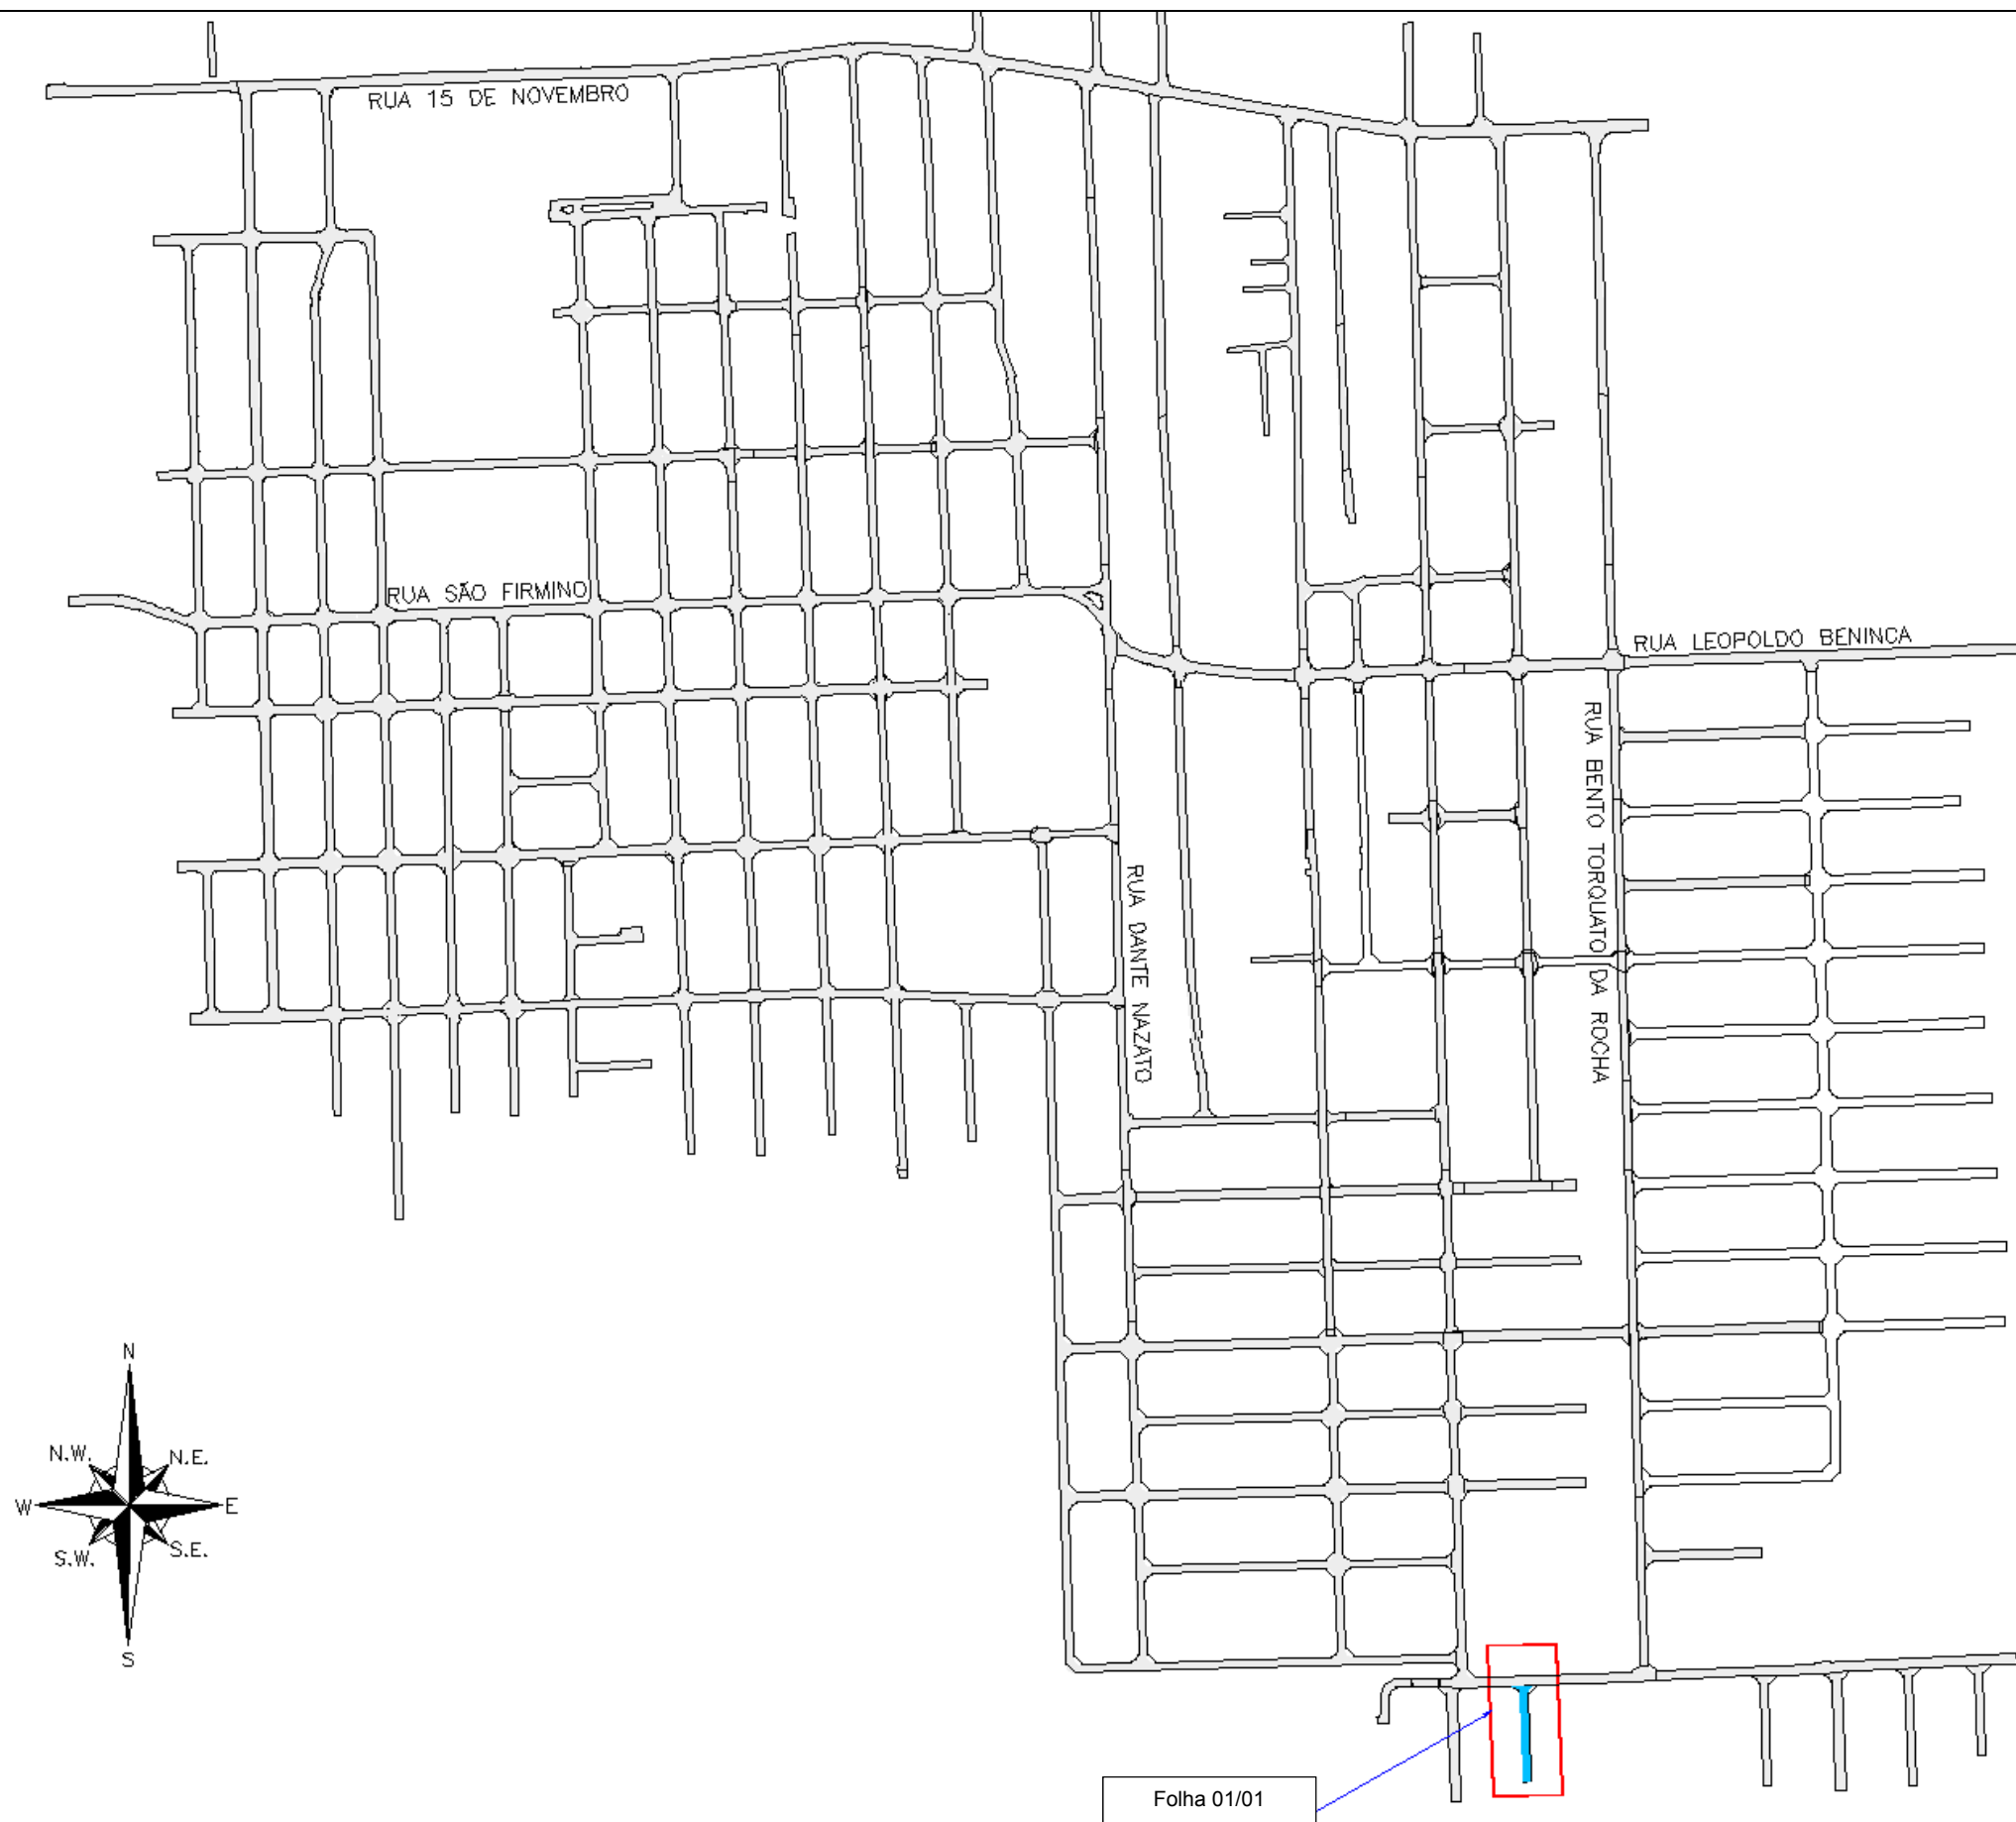 RUA 15 DE NOVEMBRO
RUA SÃO FIRMINO
RUA LEOPOLDO BENINCA
RUA BENTO TORQUATO DA ROCHA
RUA DANTE NAZATO
N
N.W.
N.E.
W
E
S.W.
S.E.
S
Folha 01/01